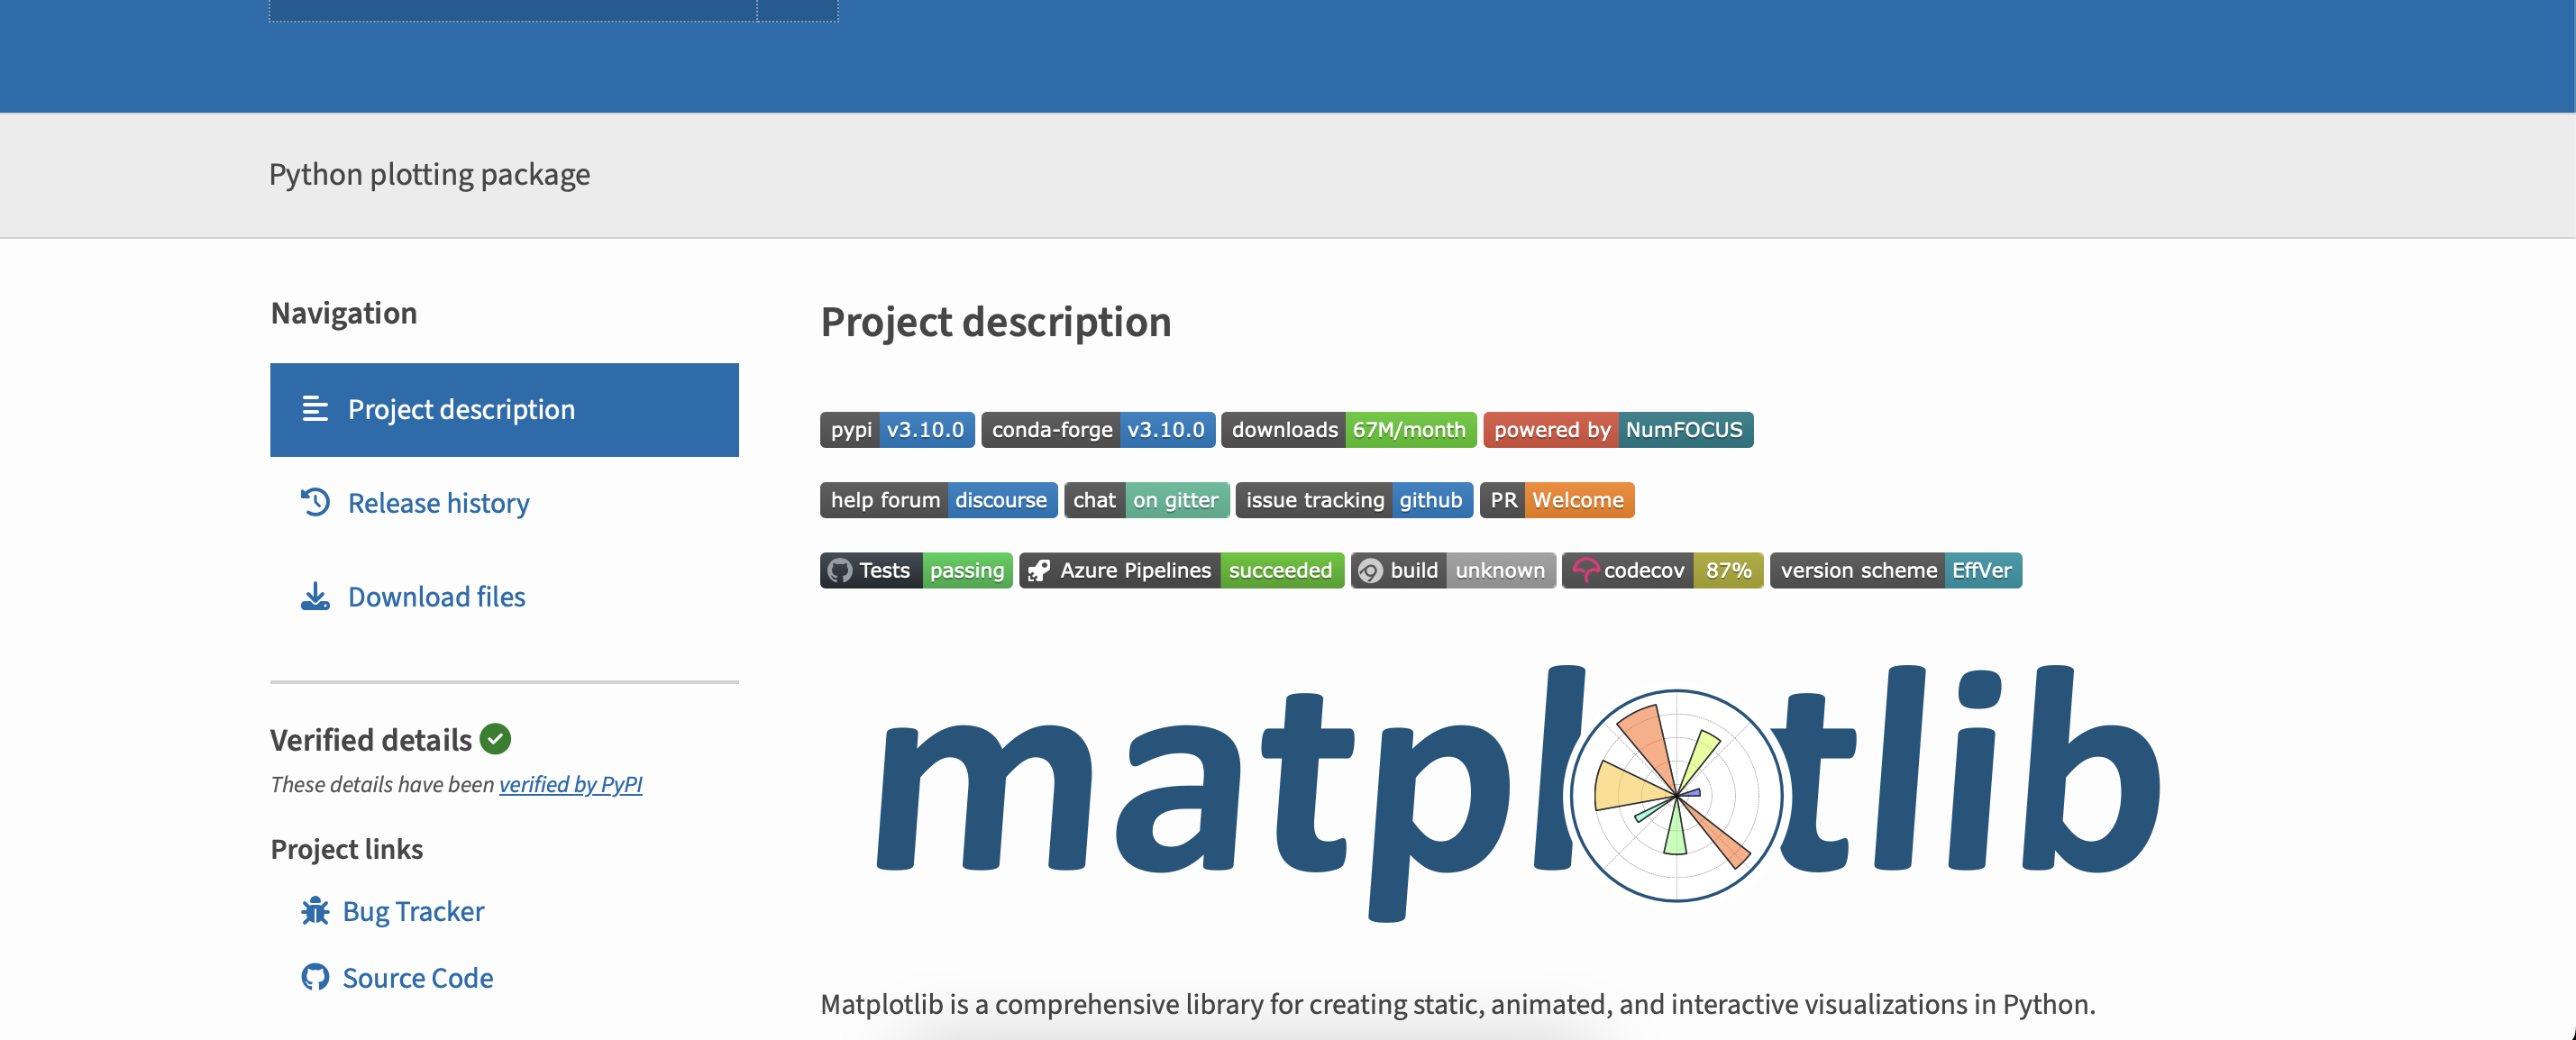 Python plotting package
Navigation
Project description
Release history
Download files
Verified details
These details have been verified by PyPI
Project links
Bug Tracker
Source Code
Project description
pypi v3.10.0 conda-forge v3.10.0 downloads 67M/month powered by NumFOCUS
help forum discourse chat on gitter issue tracking github PR Welcome
Tests passing Azure Pipelines succeeded build unknown codecov 87% version scheme EffVer
matplotlib
Matplotlib is a comprehensive library for creating static, animated, and interactive visualizations in Python.